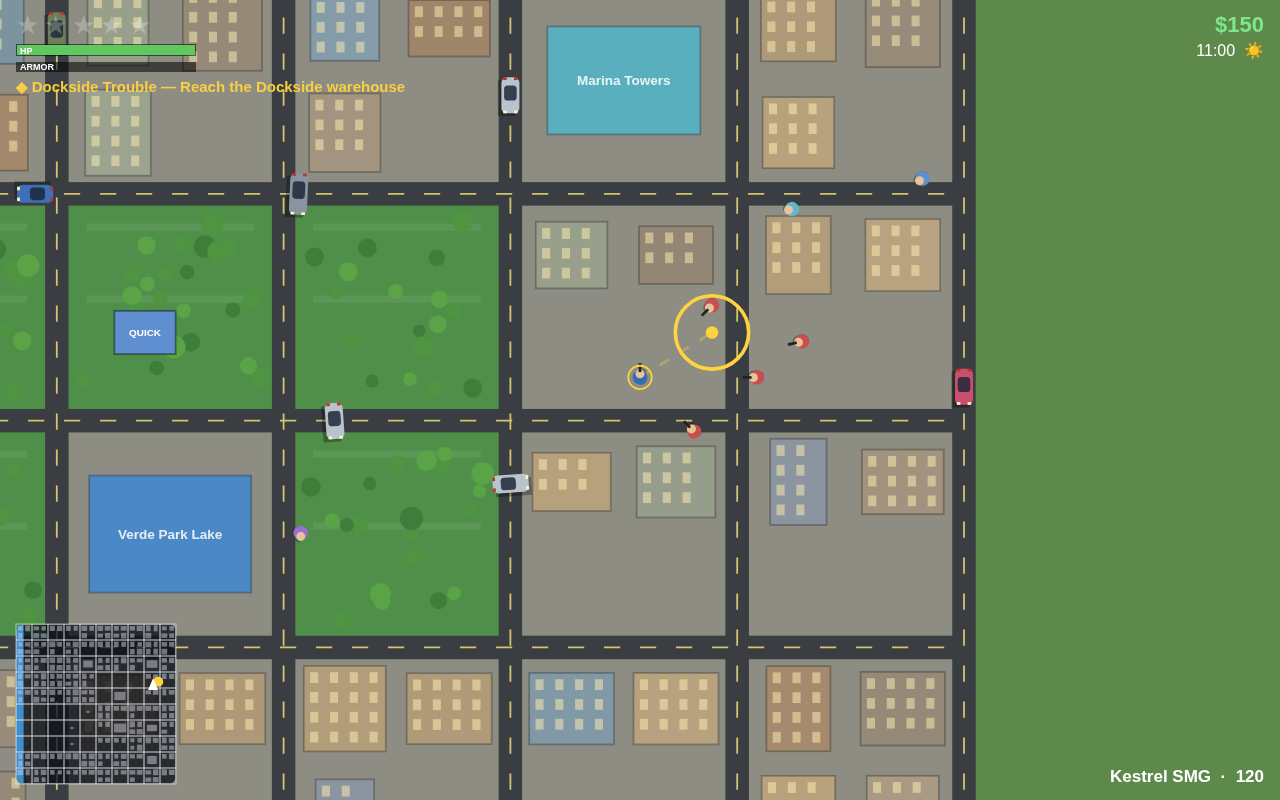 $150
HP
11:00
ARMOR
◆ Dockside Trouble — Reach the Dockside warehouse
Marina Towers
QUICK
Verde Park Lake
Kestrel SMG · 120